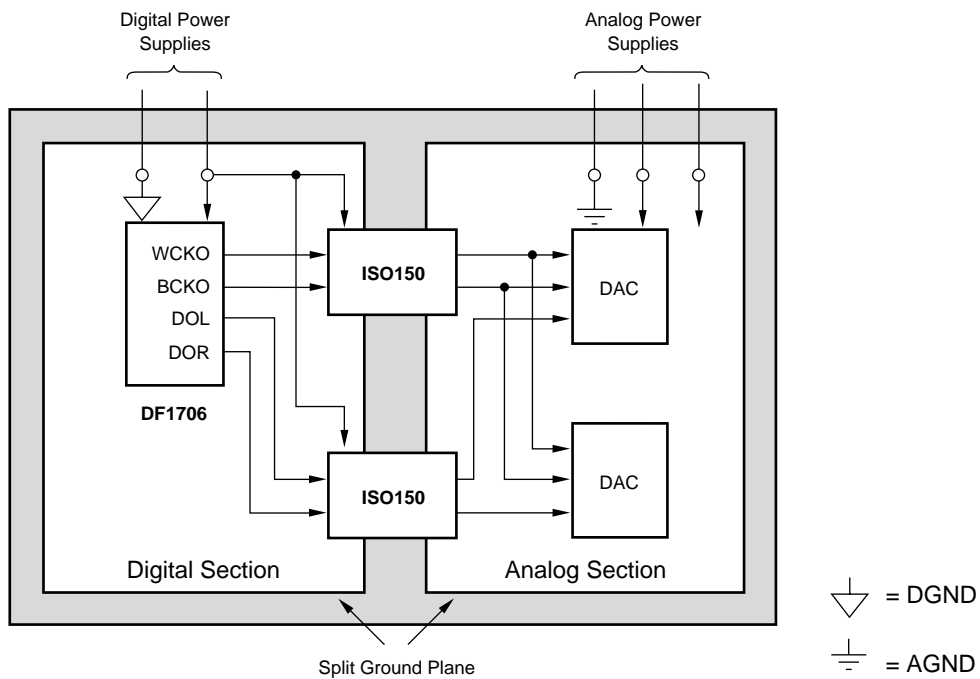 Digital Power
Supplies
Analog Power
Supplies
WCKO
BCKO
DOL
DOR
DF1706
ISO150
DAC
ISO150
DAC
Digital Section
Analog Section
Split Ground Plane
= DGND
= AGND